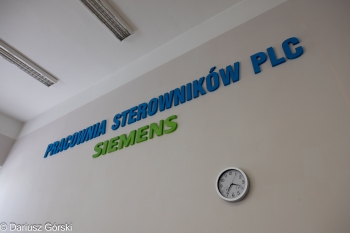 PRACOWNIA STEROWNIKÓW PLC
SIEMENS
© Dariusz Górski